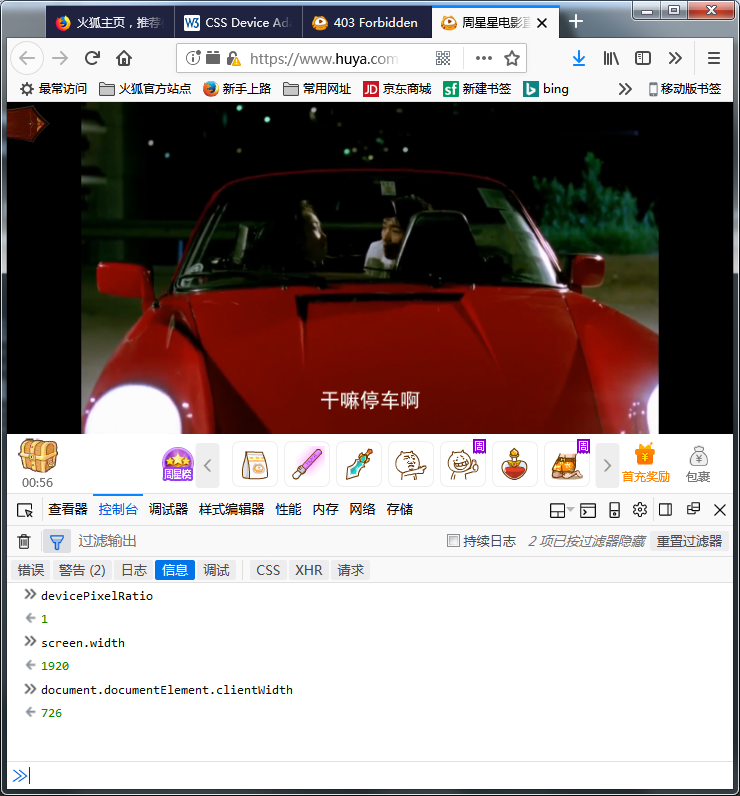 火狐主页，推荐 CSS Device Ad 403 Forbidden 周星星电影
https://www.huya.com
最常访问 火狐官方站点 新手上路 常用网址 JD 京东商城 sf 新建书签 bing 移动版书签
干嘛停车啊
周 周
00:56 周星榜 首充奖励 包裹
查看器 控制台 调试器 样式编辑器 性能 内存 网络 存储
过滤输出 持续日志 2 项已按过滤器隐藏 重置过滤器
错误 警告 (2) 日志 信息 调试 CSS XHR 请求
devicePixelRatio
1
screen.width
1920
document.documentElement.clientWidth
726